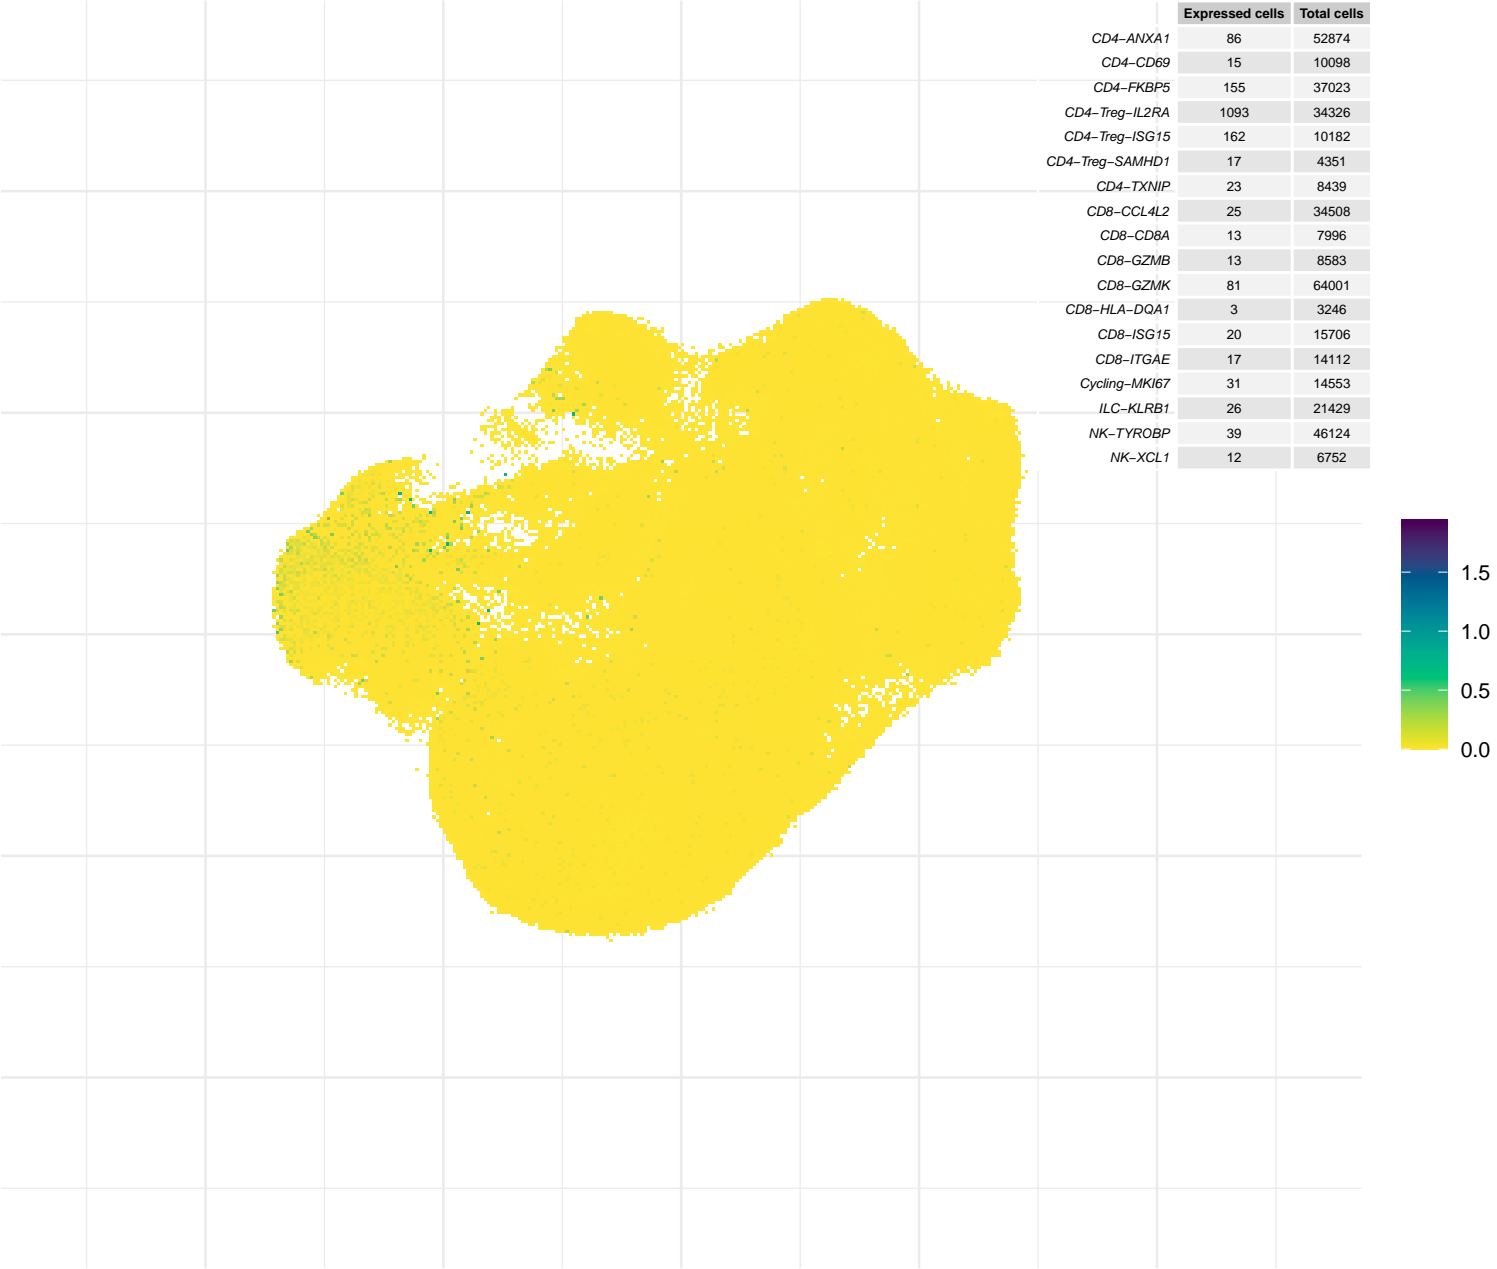 Expressed cells Total cells
CD4−ANXA1 86 52874
CD4−CD69 15 10098
CD4−FKBP5 155 37023
CD4−Treg−IL2RA 1093 34326
CD4−Treg−ISG15 162 10182
CD4−Treg−SAMHD1 17 4351
CD4−TXNIP 23 8439
CD8−CCL4L2 25 34508
CD8−CD8A 13 7996
CD8−GZMB 13 8583
CD8−GZMK 81 64001
CD8−HLA−DQA1 3 3246
CD8−ISG15 20 15706
CD8−ITGAE 17 14112
Cycling−MKI67 31 14553
ILC−KLRB1 26 21429
NK−TYROBP 39 46124
NK−XCL1 12 6752
1.5
1.0
0.5
0.0